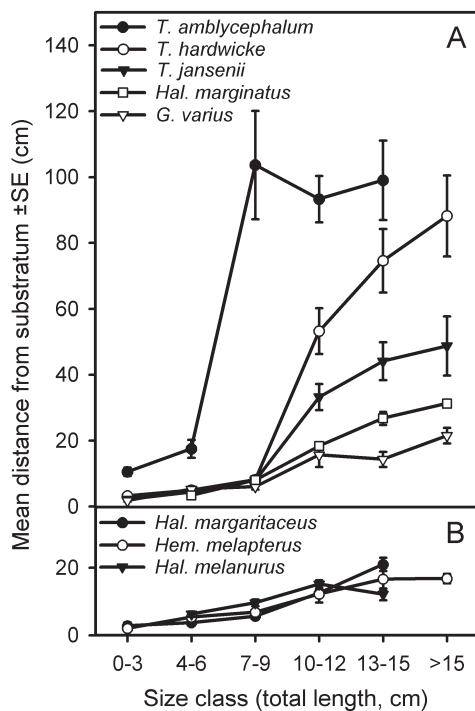 A
T. amblycephalum
T. hardwicke
T. jansenii
Hal. marginatus
G. varius
140
120
100
80
60
40
20
0
Mean distance from substratum ±SE (cm)
B
Hal. margaritaceus
Hem. melapterus
Hal. melanurus
20
0
0-3 4-6 7-9 10-12 13-15 >15
Size class (total length, cm)